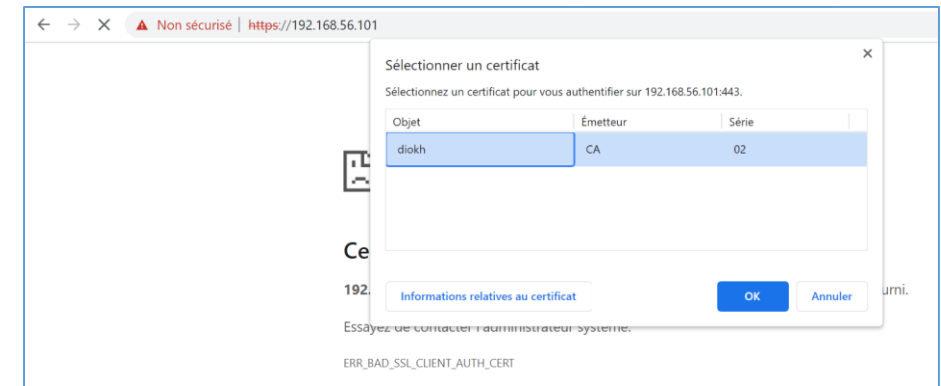 Non sécurisé | https://192.168.56.101
Sélectionner un certificat
Sélectionnez un certificat pour vous authentifier sur 192.168.56.101:443.
Objet Émetteur Série
diokh CA 02
Ce
192. urni.
Informations relatives au certificat OK Annuler
Essayez de contacter l'administrateur système.
ERR_BAD_SSL_CLIENT_AUTH_CERT